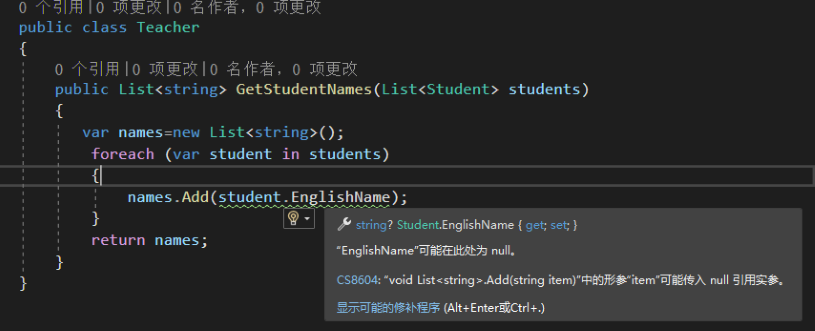 0 个引用|0 项更改|0 名作者，0 项更改
public class Teacher
{
0 个引用|0 项更改|0 名作者，0 项更改
public List<string> GetStudentNames(List<Student> students)
{
var names=new List<string>();
foreach (var student in students)
{
names.Add(student.EnglishName);
}
return names;
}
}
string? Student.EnglishName { get; set; }
"EnglishName"可能在此处为 null。
CS8604: "void List<string>.Add(string item)"中的形参"item"可能传入 null 引用实参。
显示可能的修补程序 (Alt+Enter或Ctrl+.)